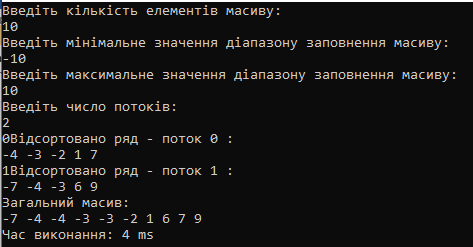 Введіть кількість елементів масиву:
10
Введіть мінімальне значення діапазону заповнення масиву:
-10
Введіть максимальне значення діапазону заповнення масиву:
10
Введіть число потоків:
2
0Відсортовано ряд - поток 0 :
-4 -3 -2 1 7
1Відсортовано ряд - поток 1 :
-7 -4 -3 6 9
Загальний масив:
-7 -4 -4 -3 -3 -2 1 6 7 9
Час виконання: 4 ms